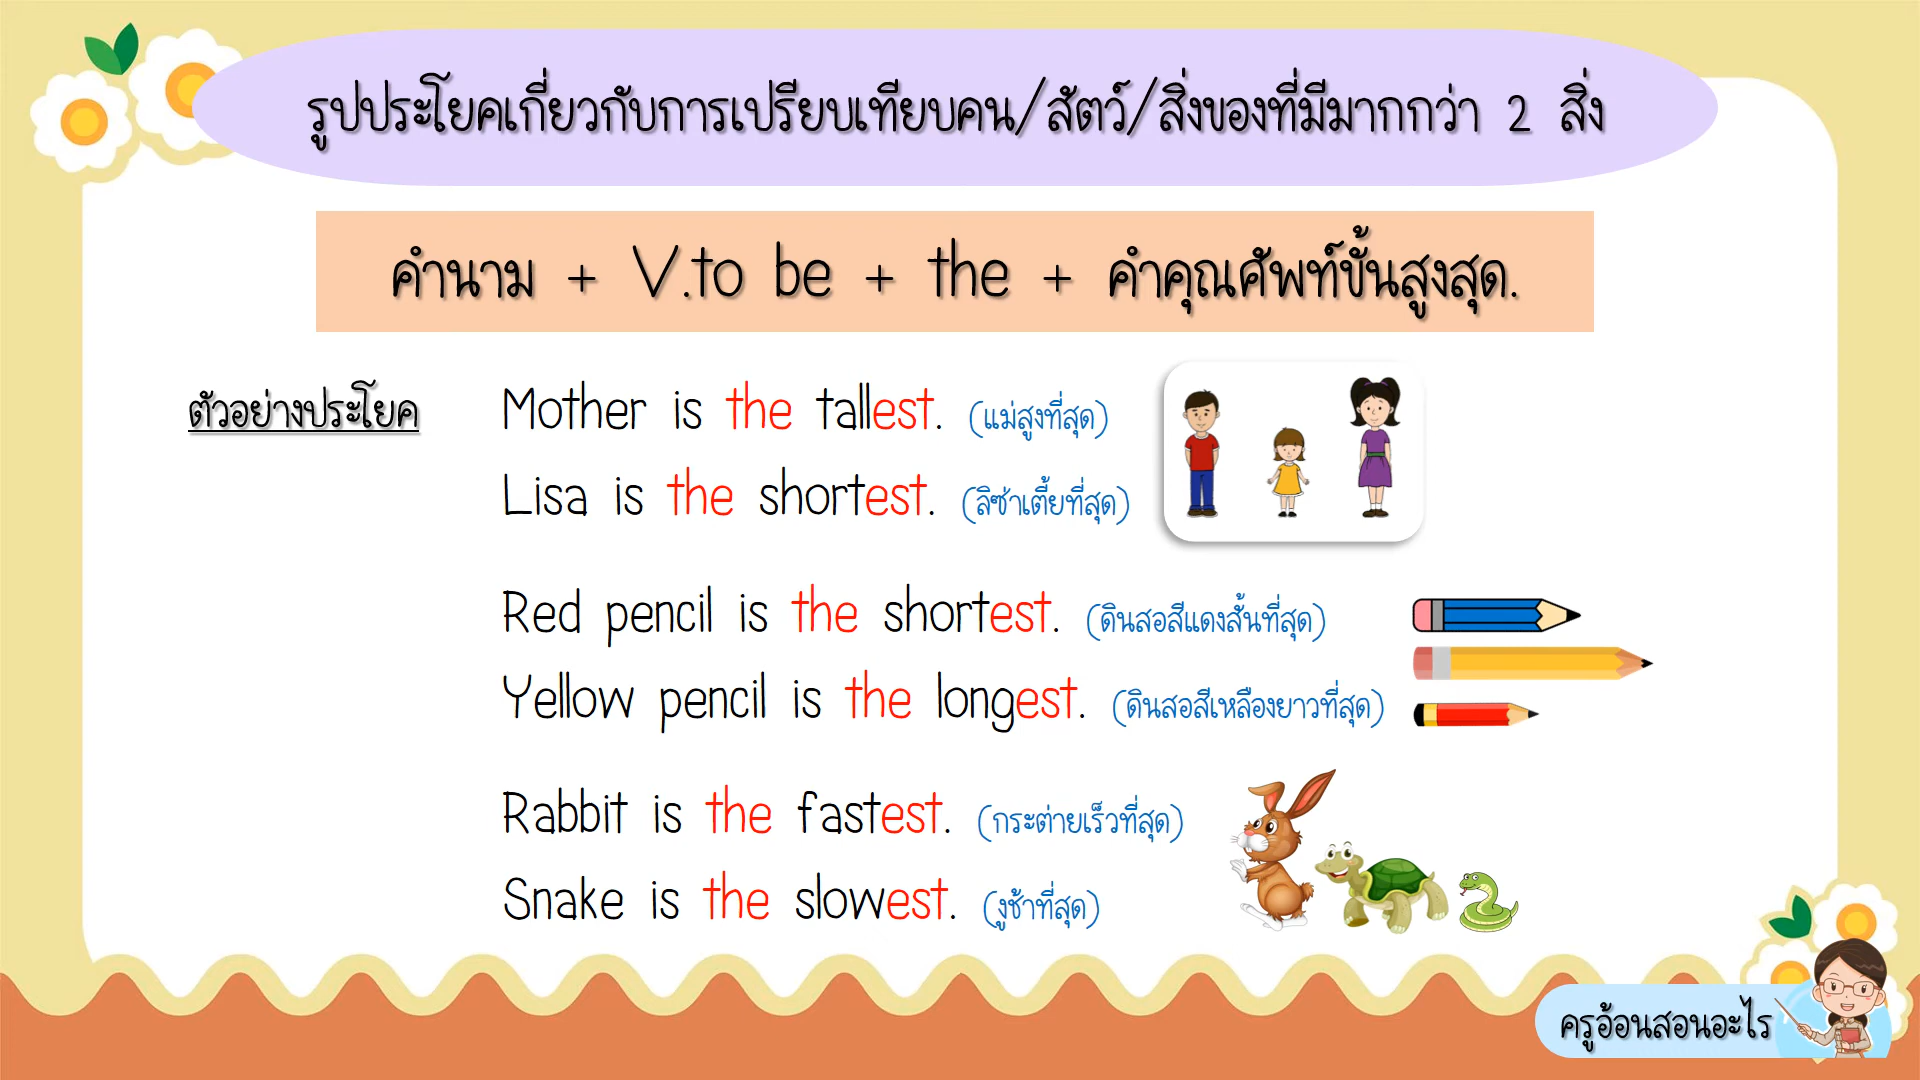 รูปประโยคเกี่ยวกับการเปรียบเทียบคน/สัตว์/สิ่งของที่มีมากกว่า 2 สิ่ง
คำนาม + V.to be + the + คำคุณศัพท์ขั้นสูงสุด.
ตัวอย่างประโยค Mother is the tallest. (แม่สูงที่สุด)
Lisa is the shortest. (ลิซ่าเตี้ยที่สุด)
Red pencil is the shortest. (ดินสอสีแดงสั้นที่สุด)
Yellow pencil is the longest. (ดินสอสีเหลืองยาวที่สุด)
Rabbit is the fastest. (กระต่ายเร็วที่สุด)
Snake is the slowest. (งูช้าที่สุด)
ครูอ้อนสอนอะไร